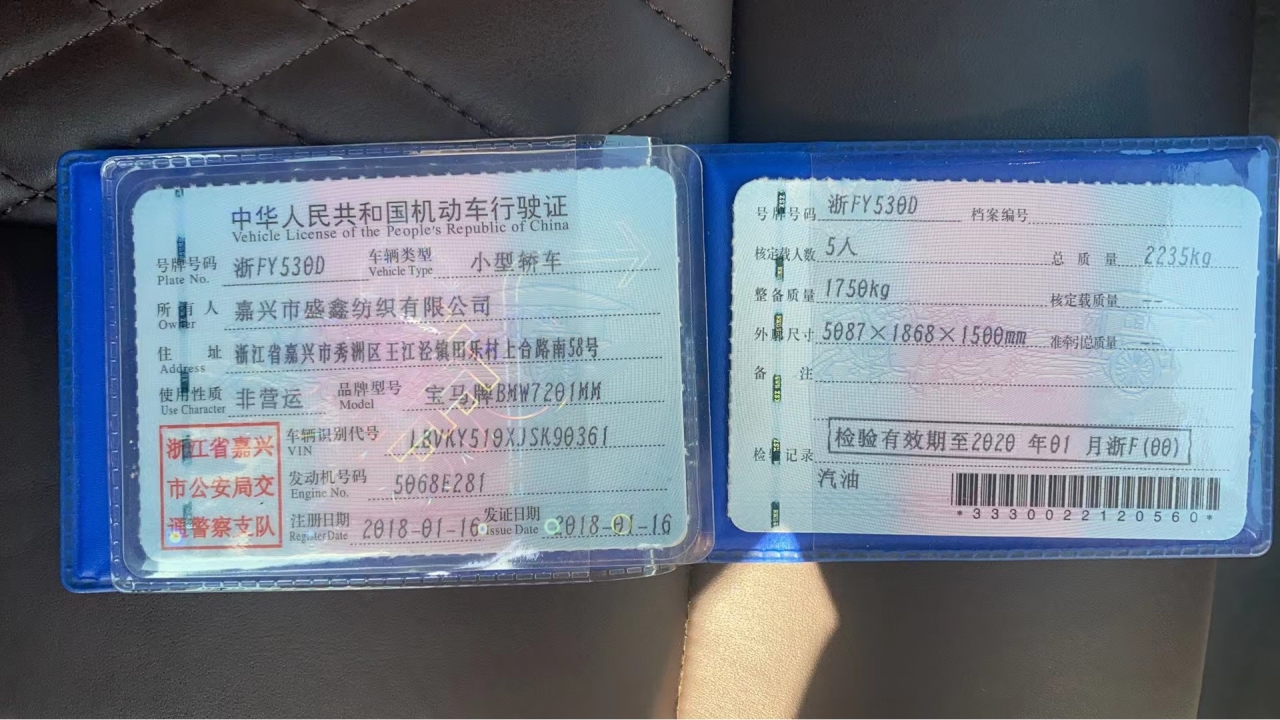 中华人民共和国机动车行驶证
Vehicle License of the People's Republic of China
号牌号码 浙FY530D 车辆类型 小型轿车
Plate No. Vehicle Type
所有人 嘉兴市盛鑫纺织有限公司
Owner
住址 浙江省嘉兴市秀洲区王江泾镇田乐村上台路南58号
Address
使用性质 非营运 品牌型号 宝马牌BMW7201MM
Use Character Model
浙江省嘉兴
市公安局交
通警察支队
车辆识别代号 LBVKY519XJSK90361
VIN
发动机号码 5068E281
Engine No.
注册日期 2018-01-16 发证日期 2018-01-16
Register Date Issue Date
号牌号码 浙FY530D 档案编号
核定载人数 5人 总质量 2235kg
整备质量 1750kg 核定载质量 --
外廓尺寸 5087×1868×1500mm 准牵引总质量 --
备注
检验有效期至2020 年01 月浙F(00)
检验记录
汽油
*3330022120560*